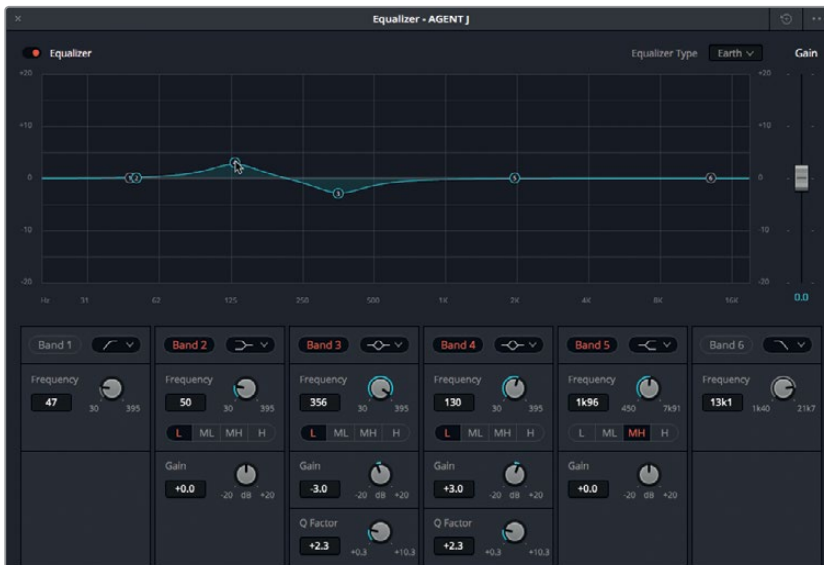 Equalizer - AGENT J
Equalizer
Equalizer Type Earth Gain
+20 +20
+10 +10
0 0
-10 -10
-20 -20
Hz 31 62 125 250 500 1K 2K 4K 8K 16K 0.0
1 2 3 5 6
Band 1 Band 2 Band 3 Band 4 Band 5 Band 6
Frequency Frequency Frequency Frequency Frequency Frequency
47 30 395 50 30 395 356 30 395 130 30 395 1k96 450 7k91 13k1 1k40 21k7
L ML MH H L ML MH H L ML MH H L ML MH H
Gain Gain Gain Gain
+0.0 -20 dB +20 -3.0 -20 dB +20 +3.0 -20 dB +20 +0.0 -20 dB +20
Q Factor Q Factor
+2.3 +0.3 +10.3 +2.3 +0.3 +10.3